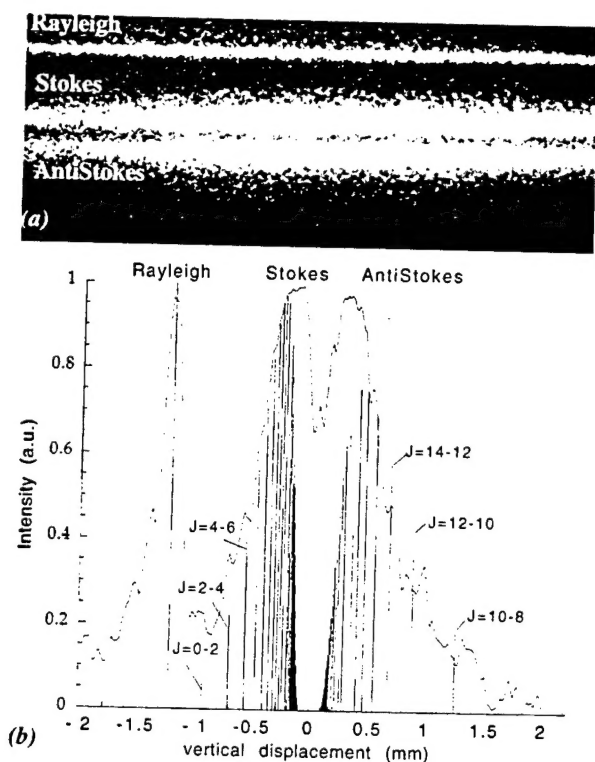 Rayleigh
Stokes
AntiStokes
(a)
Rayleigh Stokes AntiStokes
1
0.8
0.6
0.4
0.2
0
Intensity (a.u.)
J=14-12
J=12-10
J=4-6
J=2-4
J=10-8
J=0-2
(b)
- 2 -1.5 - 1 -0.5 0 0.5 1 1.5 2
vertical displacement (mm)